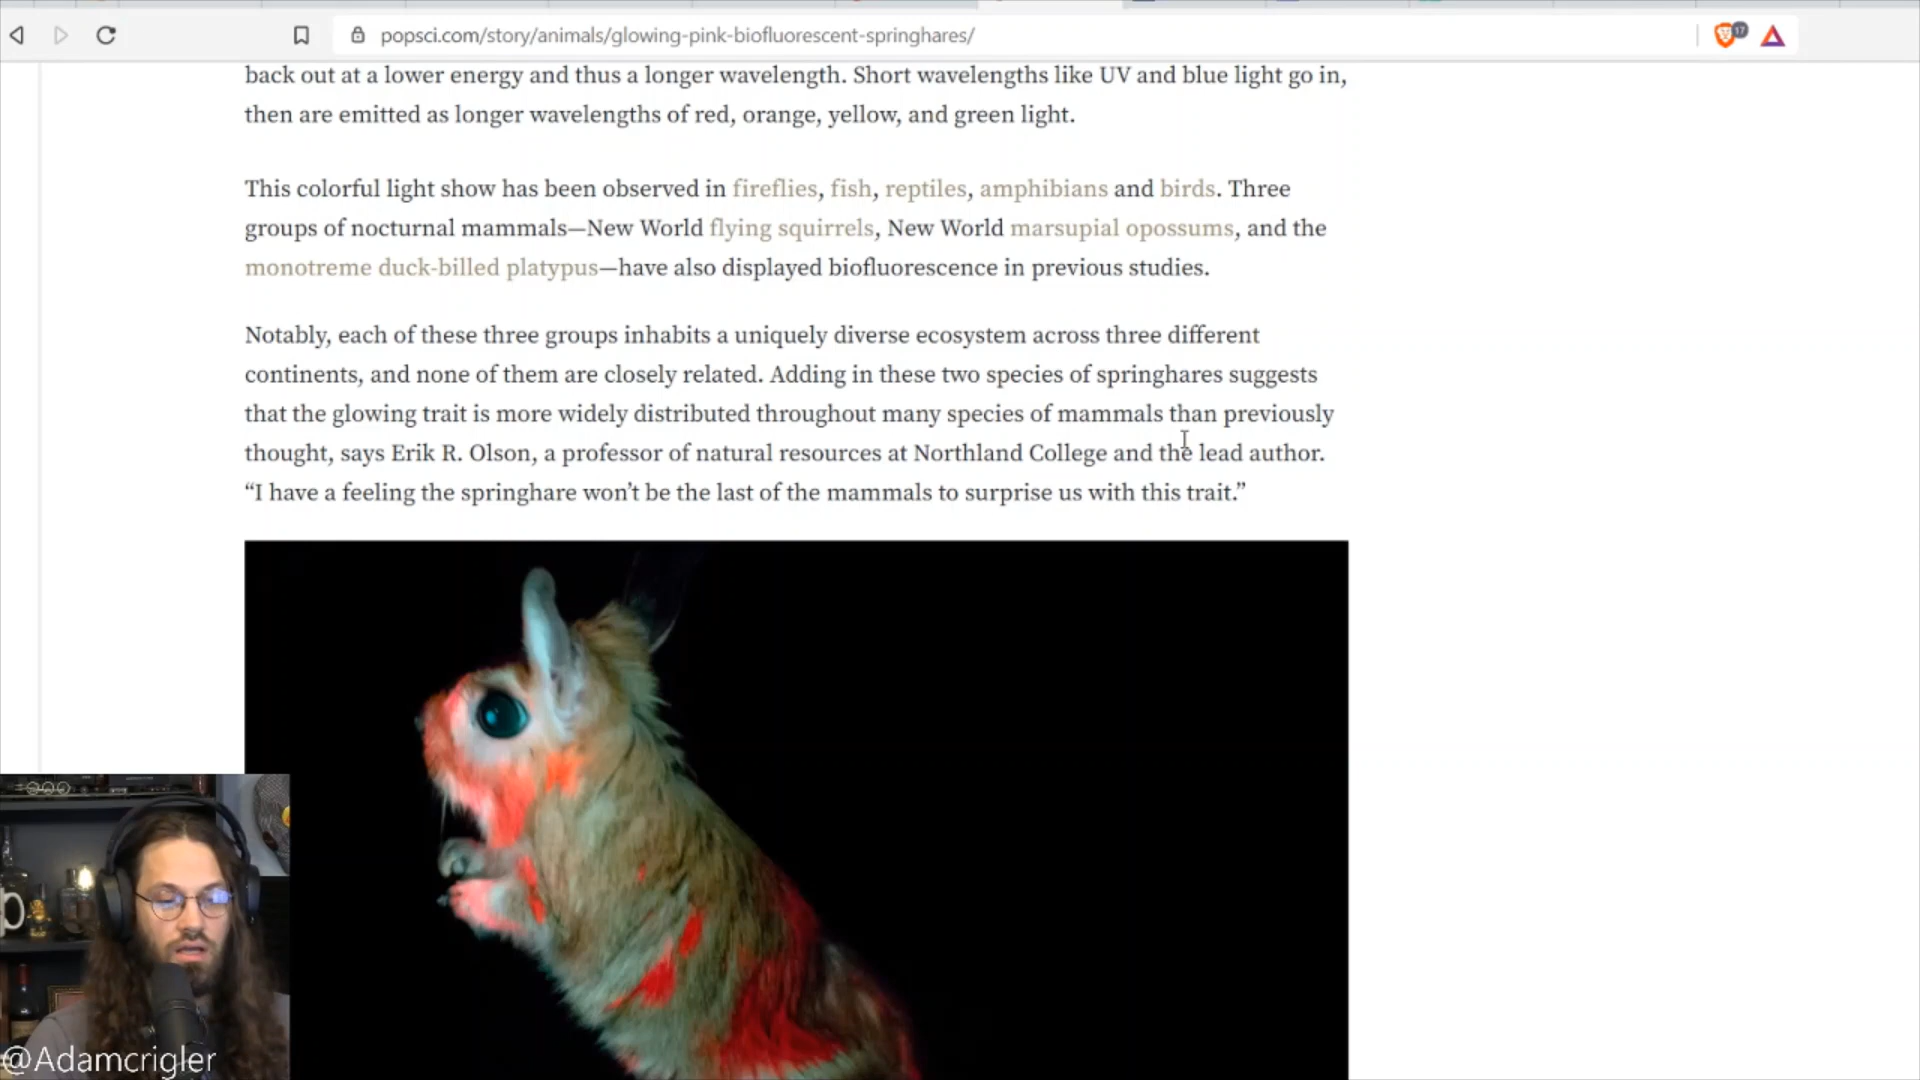 popsci.com/story/animals/glowing-pink-biofluorescent-springhares/
17
back out at a lower energy and thus a longer wavelength. Short wavelengths like UV and blue light go in,
then are emitted as longer wavelengths of red, orange, yellow, and green light.
This colorful light show has been observed in fireflies, fish, reptiles, amphibians and birds. Three
groups of nocturnal mammals—New World flying squirrels, New World marsupial opossums, and the
monotreme duck-billed platypus—have also displayed biofluorescence in previous studies.
Notably, each of these three groups inhabits a uniquely diverse ecosystem across three different
continents, and none of them are closely related. Adding in these two species of springhares suggests
that the glowing trait is more widely distributed throughout many species of mammals than previously
thought, says Erik R. Olson, a professor of natural resources at Northland College and the lead author.
“I have a feeling the springhare won’t be the last of the mammals to surprise us with this trait.”
@Adamcrigler